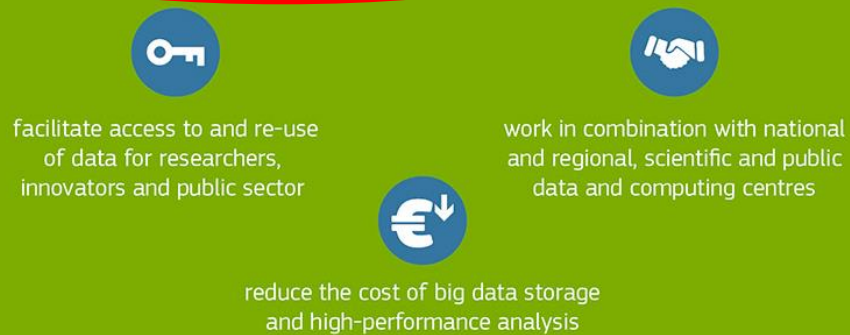 facilitate access to and re-use
of data for researchers,
innovators and public sector
work in combination with national
and regional, scientific and public
data and computing centres
reduce the cost of big data storage
and high-performance analysis